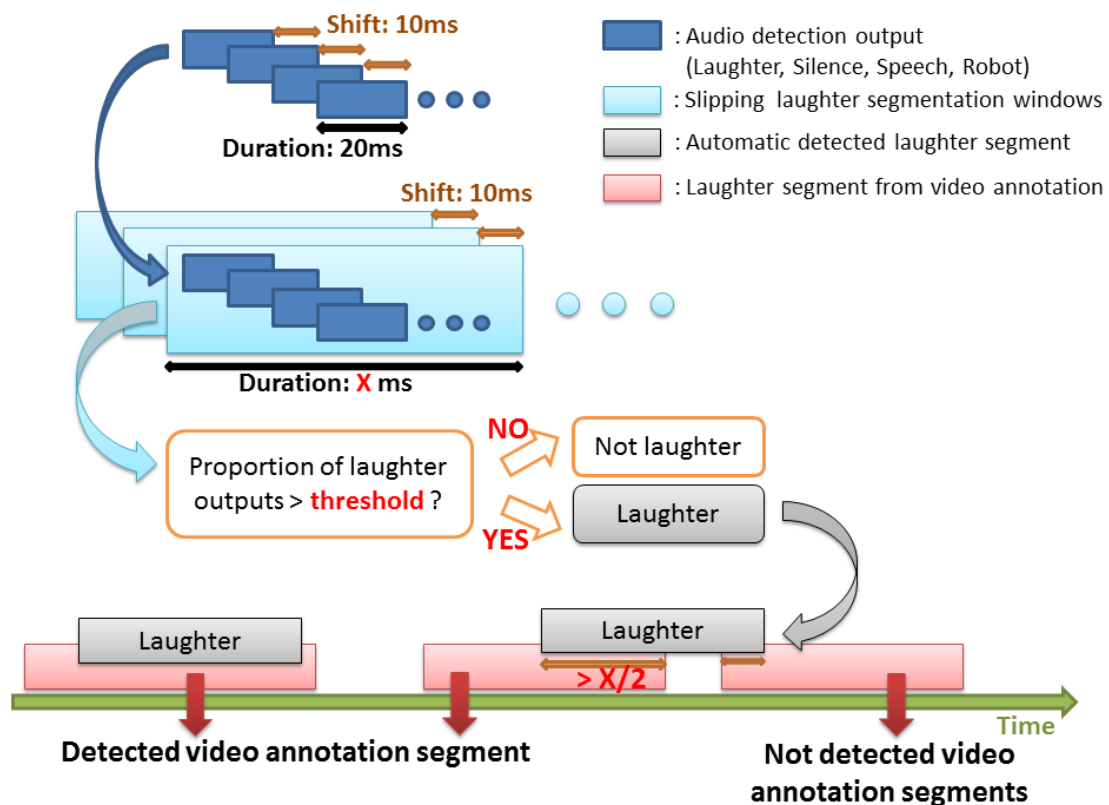 Shift: 10ms
Duration: 20ms
: Audio detection output
(Laughter, Silence, Speech, Robot)
: Slipping laughter segmentation windows
: Automatic detected laughter segment
: Laughter segment from video annotation
Shift: 10ms
Duration: X ms
Proportion of laughter
outputs > threshold ?
NO
Not laughter
YES
Laughter
Laughter
Laughter
> X/2
Time
Detected video annotation segment
Not detected video
annotation segments